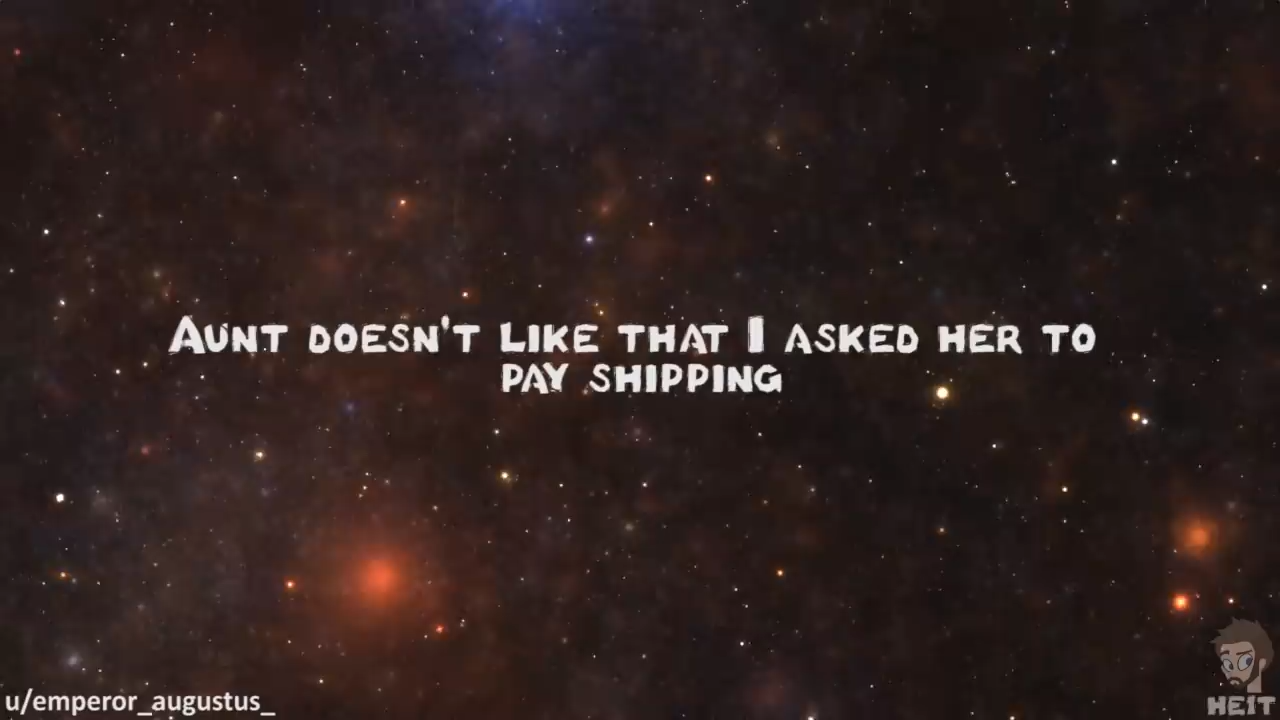 Aunt doesn't like that I asked her to
pay shipping
u/emperor_augustus_
HEIT